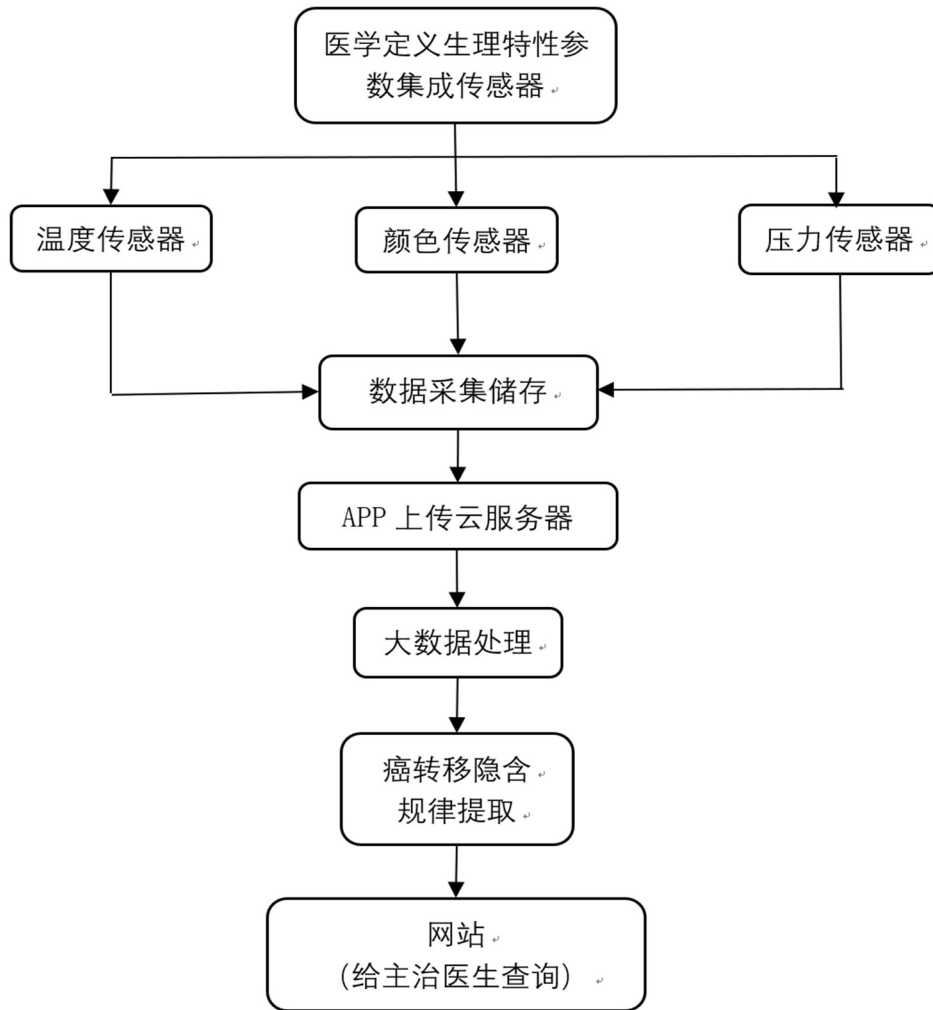 医学定义生理特性参
数集成传感器
温度传感器
颜色传感器
压力传感器
数据采集储存
APP 上传云服务器
大数据处理
癌转移隐含
规律提取
网站
(给主治医生查询)